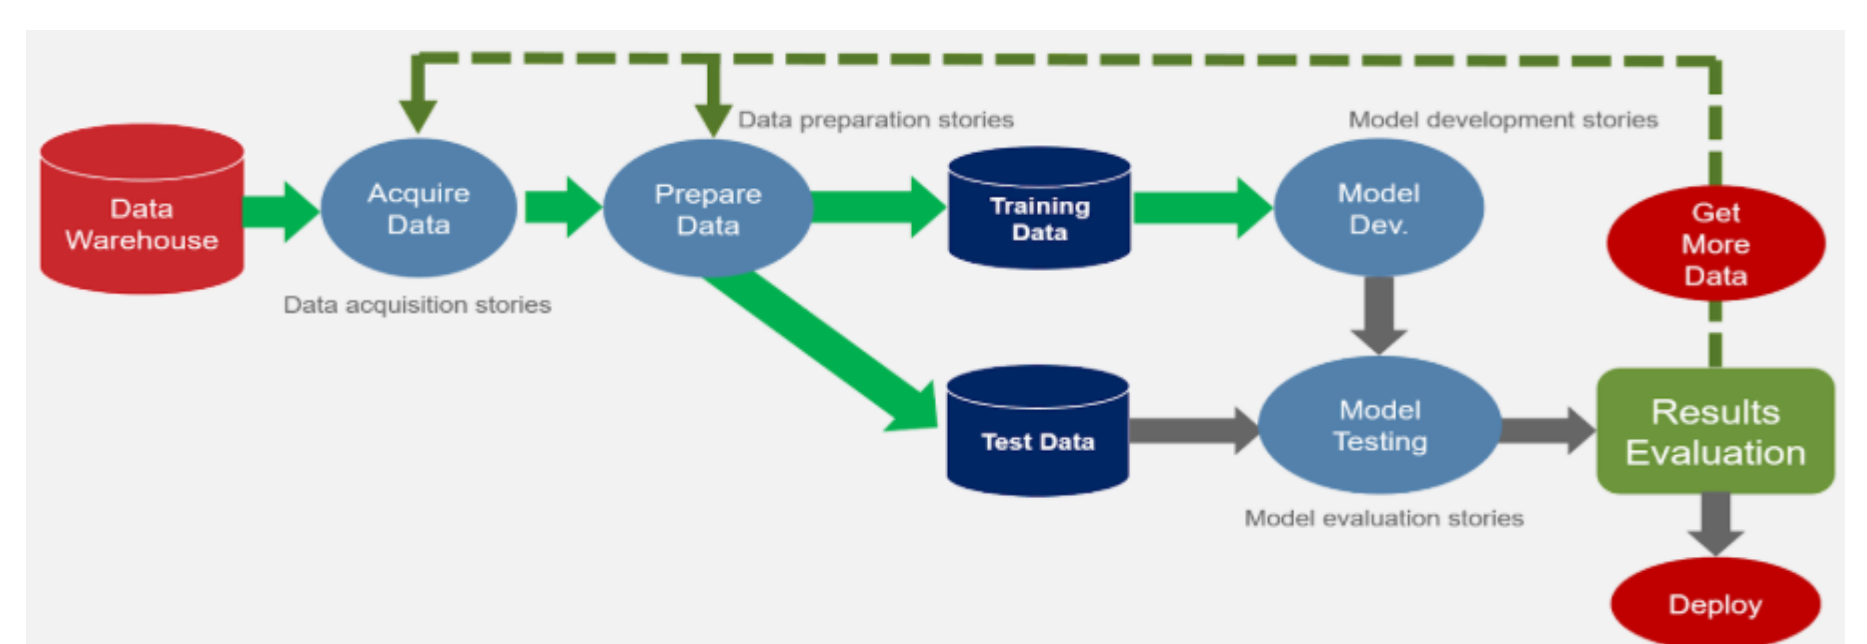 Data preparation stories
Model development stories
Data
Warehouse
Acquire
Data
Prepare
Data
Training
Data
Model
Dev.
Get
More
Data
Data acquisition stories
Test Data
Model
Testing
Results
Evaluation
Model evaluation stories
Deploy